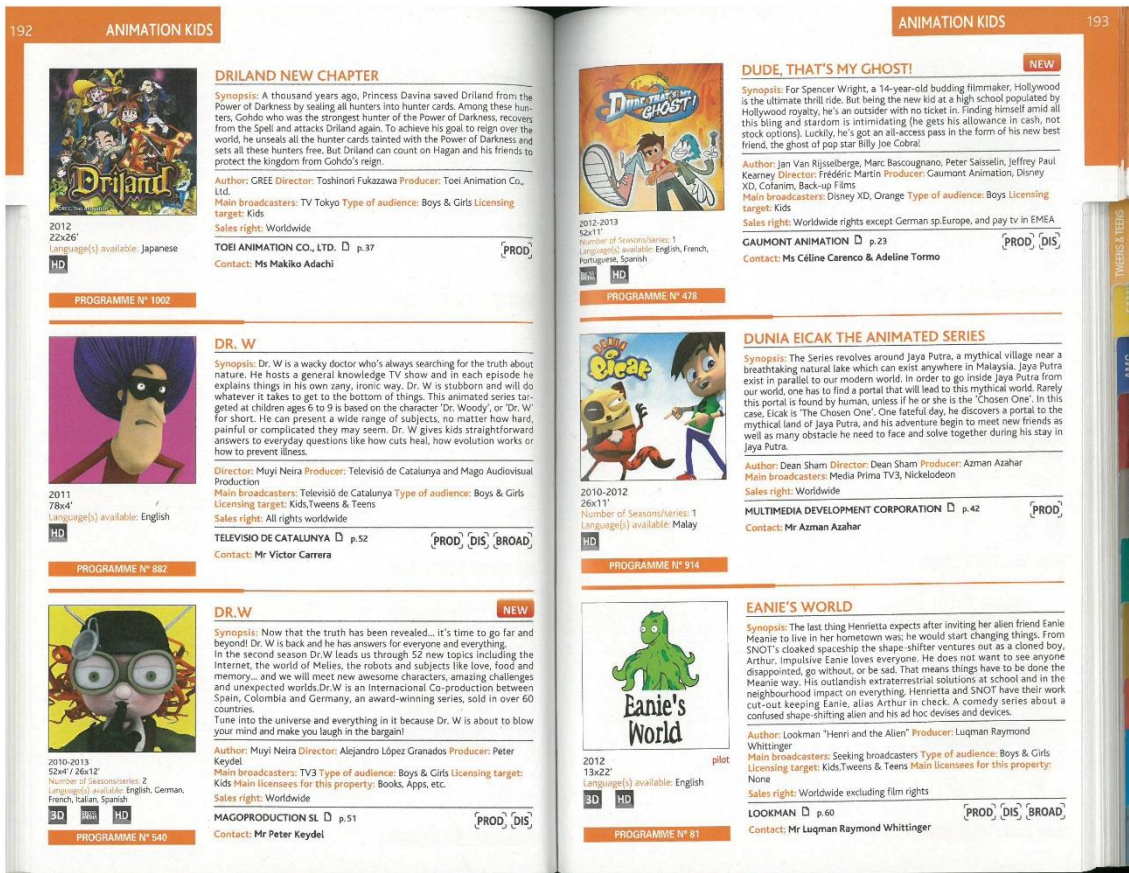 192 ANIMATION KIDS
Driland
2012
22x26'
Language(s) available: Japanese
HD
PROGRAMME N° 1002
DRILAND NEW CHAPTER
Synopsis: A thousand years ago, Princess Davina saved Driland from the
Power of Darkness by sealing all hunters into hunter cards. Among these hun-
ters, Gohdo who was the strongest hunter of the Power of Darkness, recovers
from the Spell and attacks Driland again. To achieve his goal to reign over the
world, he unseals all the hunter cards tainted with the Power of Darkness and
sets all these hunters free. But Driland can count on Hagan and his friends to
protect the kingdom from Gohdo's reign.
Author: GREE Director: Toshinori Fukazawa Producer: Toei Animation Co.,
Ltd.
Main broadcasters: TV Tokyo Type of audience: Boys & Girls Licensing
target: Kids
Sales right: Worldwide
TOEI ANIMATION CO., LTD. p.37 [PROD]
Contact: Ms Makiko Adachi
2011
78x4'
Language(s) available: English
HD
PROGRAMME N° 882
DR. W
Synopsis: Dr. W is a wacky doctor who's always searching for the truth about
nature. He hosts a general knowledge TV show and in each episode he
explains things in his own zany, ironic way. Dr. W is stubborn and will do
whatever it takes to get to the bottom of things. This animated series tar-
geted at children ages 6 to 9 is based on the character 'Dr. Woody', or 'Dr. W'
for short. He can present a wide range of subjects, no matter how hard,
painful or complicated they may seem. Dr. W gives kids straightforward
answers to everyday questions like how cuts heal, how evolution works or
how to prevent illness.
Director: Muyi Neira Producer: Televisió de Catalunya and Mago Audiovisual
Production
Main broadcasters: Televisió de Catalunya Type of audience: Boys & Girls
Licensing target: Kids,Tweens & Teens
Sales right: All rights worldwide
TELEVISIO DE CATALUNYA p.52 [PROD] [DIS] [BROAD]
Contact: Mr Victor Carrera
2010-2013
52x4' / 26x12'
Number of Seasons/series: 2
Language(s) available: English, German,
French, Italian, Spanish
3D HD
PROGRAMME N° 540
DR.W NEW
Synopsis: Now that the truth has been revealed... it's time to go far and
beyond! Dr. W is back and he has answers for everyone and everything.
In the second season Dr.W leads us through 52 new topics including the
Internet, the world of Melies, the robots and subjects like love, food and
memory... and we will meet new awesome characters, amazing challenges
and unexpected worlds.Dr.W is an Internacional Co-production between
Spain, Colombia and Germany, an award-winning series, sold in over 60
countries.
Tune into the universe and everything in it because Dr. W is about to blow
your mind and make you laugh in the bargain!
Author: Muyi Neira Director: Alejandro López Granados Producer: Peter
Keydel
Main broadcasters: TV3 Type of audience: Boys & Girls Licensing target:
Kids Main licensees for this property: Books, Apps, etc.
Sales right: Worldwide
MAGOPRODUCTION SL p.51 [PROD] [DIS]
Contact: Mr Peter Keydel
ANIMATION KIDS 193
DUDE, THAT'S MY GHOST!
2012-2013
52x11'
Number of Seasons/series: 1
Language(s) available: English, French,
Portuguese, Spanish
HD
PROGRAMME N° 478
DUDE, THAT'S MY GHOST! NEW
Synopsis: For Spencer Wright, a 14-year-old budding filmmaker, Hollywood
is the ultimate thrill ride. But being the new kid at a high school populated by
Hollywood royalty, he's an outsider with no ticket in. Finding himself amid all
this bling and stardom is intimidating (he gets his allowance in cash, not
stock options). Luckily, he's got an all-access pass in the form of his new best
friend, the ghost of pop star Billy Joe Cobra!
Author: Jan Van Rijsselberge, Marc Bascougnano, Peter Saisselin, Jeffrey Paul
Kearney Director: Frédéric Martin Producer: Gaumont Animation, Disney
XD, Cofanim, Back-up Films
Main broadcasters: Disney XD, Orange Type of audience: Boys & Girls Licensing
target: Kids
Sales right: Worldwide rights except German sp.Europe, and pay tv in EMEA
GAUMONT ANIMATION p.23 [PROD] [DIS]
Contact: Ms Céline Carenco & Adeline Tormo
DUNIA
Eicak
2010-2012
26x11'
Number of Seasons/series: 1
Language(s) available: Malay
HD
PROGRAMME N° 914
DUNIA EICAK THE ANIMATED SERIES
Synopsis: The Series revolves around Jaya Putra, a mythical village near a
breathtaking natural lake which can exist anywhere in Malaysia. Jaya Putra
exist in parallel to our modern world. In order to go inside Jaya Putra from
our world, one has to find a portal that will lead to this mythical world. Rarely
this portal is found by human, unless if he or she is the 'Chosen One'. In this
case, Eicak is 'The Chosen One'. One fateful day, he discovers a portal to the
mythical land of Jaya Putra, and his adventure begin to meet new friends as
well as many obstacle he need to face and solve together during his stay in
Jaya Putra.
Author: Dean Sham Director: Dean Sham Producer: Azman Azahar
Main broadcasters: Media Prima TV3, Nickelodeon
Sales right: Worldwide
MULTIMEDIA DEVELOPMENT CORPORATION p.42 [PROD]
Contact: Mr Azman Azahar
Eanie's
World
2012 pilot
13x22'
Language(s) available: English
3D HD
PROGRAMME N° 81
EANIE'S WORLD
Synopsis: The last thing Henrietta expects after inviting her alien friend Eanie
Meanie to live in her hometown was; he would start changing things. From
SNOT's cloaked spaceship the shape-shifter ventures out as a cloned boy,
Arthur. Impulsive Eanie loves everyone. He does not want to see anyone
disappointed, go without, or be sad. That means things have to be done the
Meanie way. His outlandish extraterrestrial solutions at school and in the
neighbourhood impact on everything. Henrietta and SNOT have their work
cut-out keeping Eanie, alias Arthur in check. A comedy series about a
confused shape-shifting alien and his ad hoc devises and devices.
Author: Lookman "Henri and the Alien" Producer: Luqman Raymond
Whittinger
Main broadcasters: Seeking broadcasters Type of audience: Boys & Girls
Licensing target: Kids,Tweens & Teens Main licensees for this property:
None
Sales right: Worldwide excluding film rights
LOOKMAN p.60 [PROD] [DIS] [BROAD]
Contact: Mr Luqman Raymond Whittinger
TWEENS & TEENS